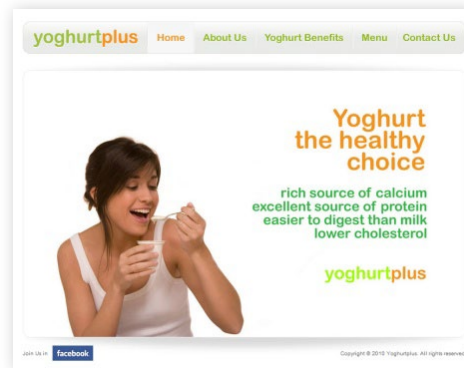 yoghurtplus Home About Us Yoghurt Benefits Menu Contact Us
Yoghurt
the healthy
choice
rich source of calcium
excellent source of protein
easier to digest than milk
lower cholesterol
yoghurtplus
Join Us in facebook
Copyright © 2010 Yoghurtplus. All rights reserved